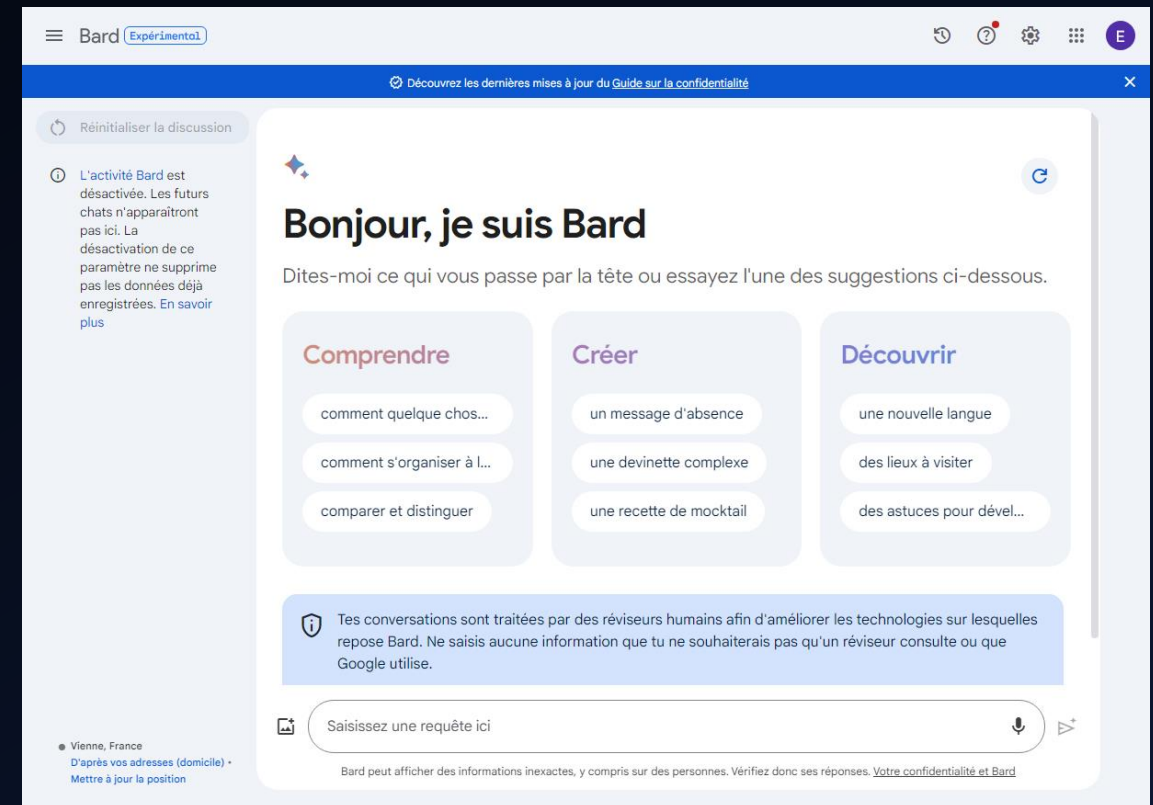 Bard Expérimental
E
Découvrez les dernières mises à jour du Guide sur la confidentialité
Réinitialiser la discussion
L'activité Bard est
désactivée. Les futurs
chats n'apparaîtront
pas ici. La
désactivation de ce
paramètre ne supprime
pas les données déjà
enregistrées. En savoir
plus
Bonjour, je suis Bard
Dites-moi ce qui vous passe par la tête ou essayez l'une des suggestions ci-dessous.
Comprendre
comment quelque chos...
comment s'organiser à l...
comparer et distinguer
Créer
un message d'absence
une devinette complexe
une recette de mocktail
Découvrir
une nouvelle langue
des lieux à visiter
des astuces pour dével...
Tes conversations sont traitées par des réviseurs humains afin d'améliorer les technologies sur lesquelles
repose Bard. Ne saisis aucune information que tu ne souhaiterais pas qu'un réviseur consulte ou que
Google utilise.
Saisissez une requête ici
Bard peut afficher des informations inexactes, y compris sur des personnes. Vérifiez donc ses réponses. Votre confidentialité et Bard
Vienne, France
D'après vos adresses (domicile) •
Mettre à jour la position